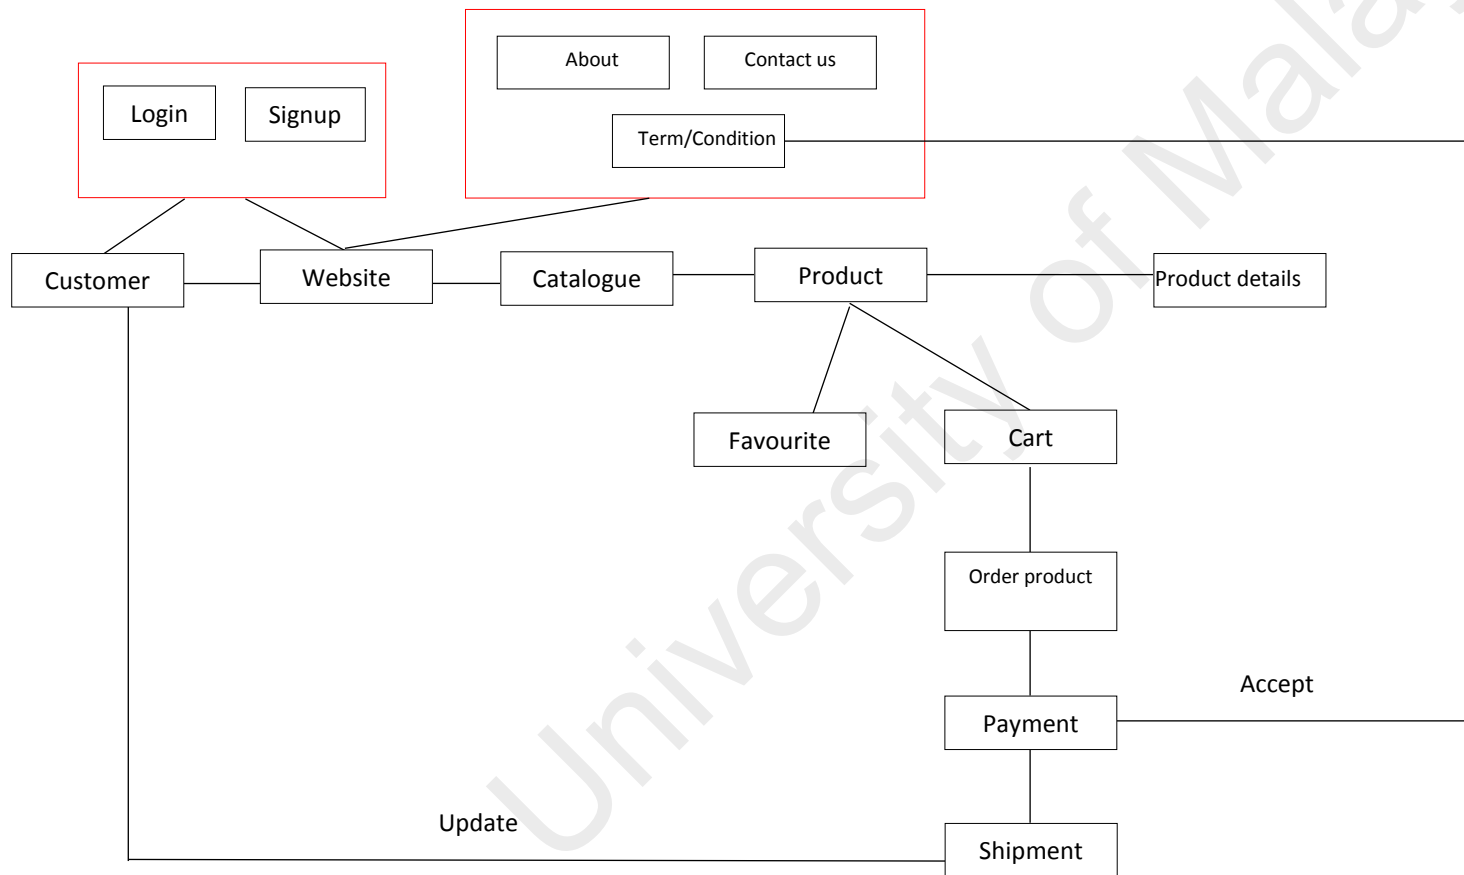 About
Contact us
Login
Signup
Term/Condition
Customer
Website
Catalogue
Product
Product details
Favourite
Cart
Order product
Accept
Payment
Update
Shipment
University of Malay